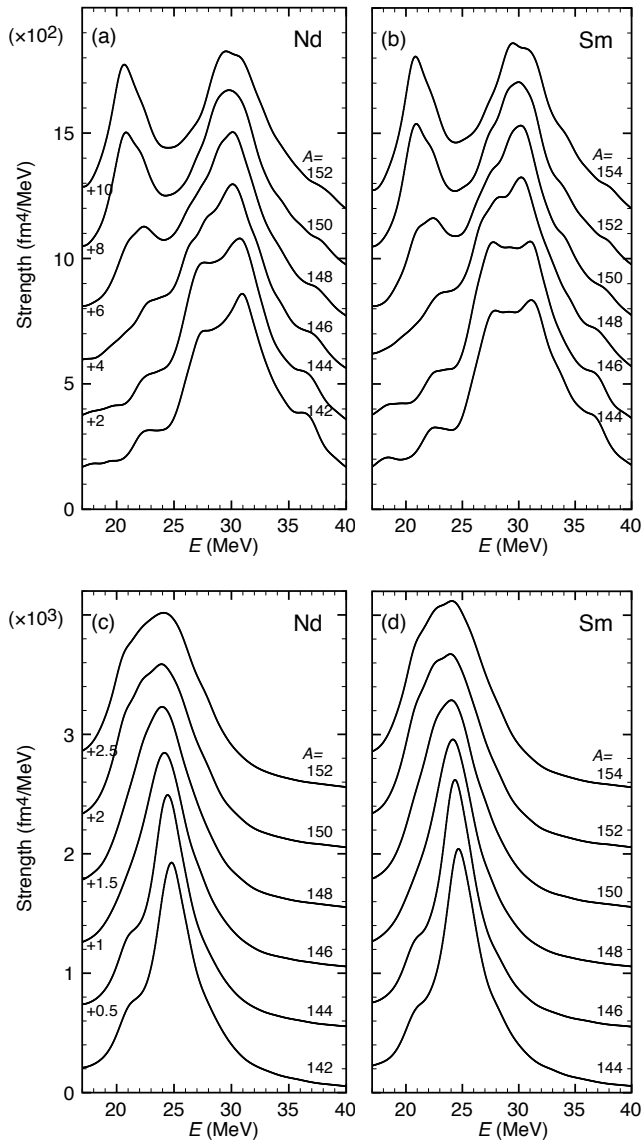 (×10²)
(a)
Nd
(b)
Sm
Strength (fm⁴/MeV)
15
10
5
0
+10
+8
+6
+4
+2
A=
152
150
148
146
144
142
A=
154
152
150
148
146
144
20 25 30 35 40
20 25 30 35 40
E (MeV)
E (MeV)
(×10³)
(c)
Nd
(d)
Sm
Strength (fm⁴/MeV)
3
2
1
0
+2.5
+2
+1.5
+1
+0.5
A=
152
150
148
146
144
142
A=
154
152
150
148
146
144
20 25 30 35 40
20 25 30 35 40
E (MeV)
E (MeV)